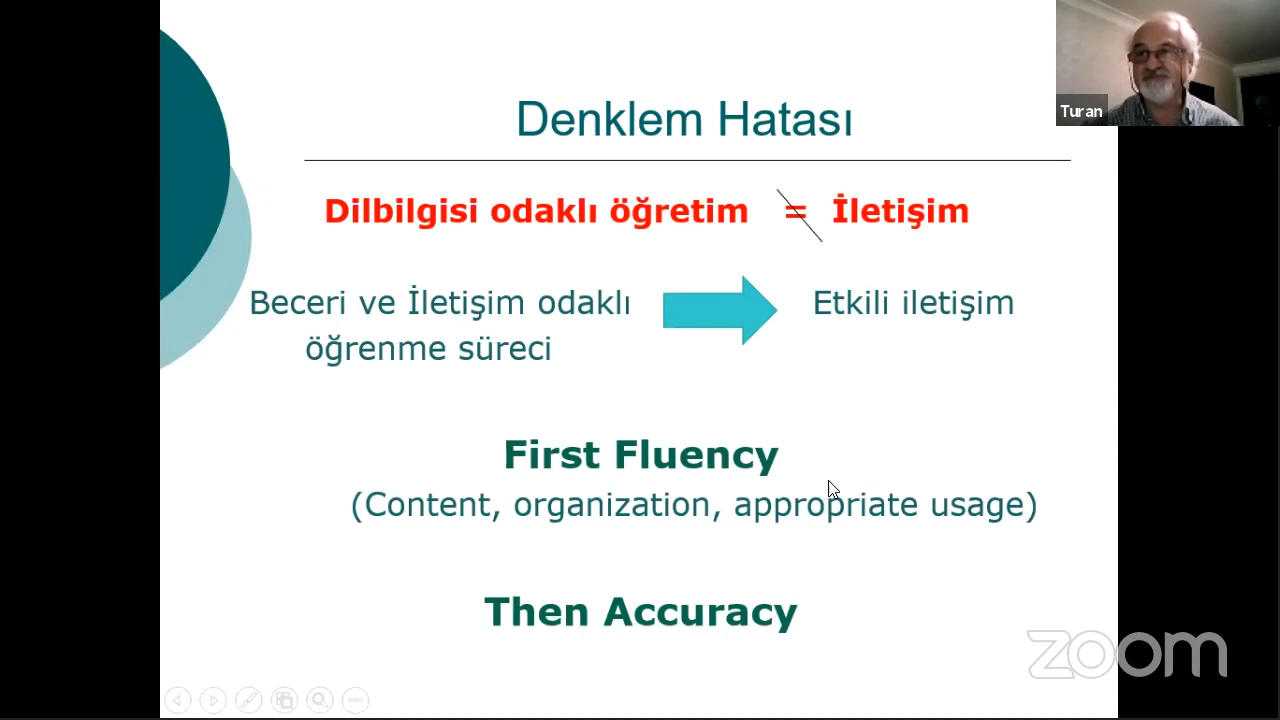 Denklem Hatası
Dilbilgisi odaklı öğretim = İletişim
Beceri ve İletişim odaklı
öğrenme süreci
Etkili iletişim
First Fluency
(Content, organization, appropriate usage)
Then Accuracy
Turan
zoom